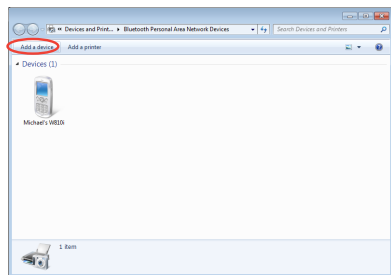 « Devices and Print... ▸ Bluetooth Personal Area Network Devices
Search Devices and Printers
Add a device Add a printer
Devices (1)
Michael's W810i
1 item